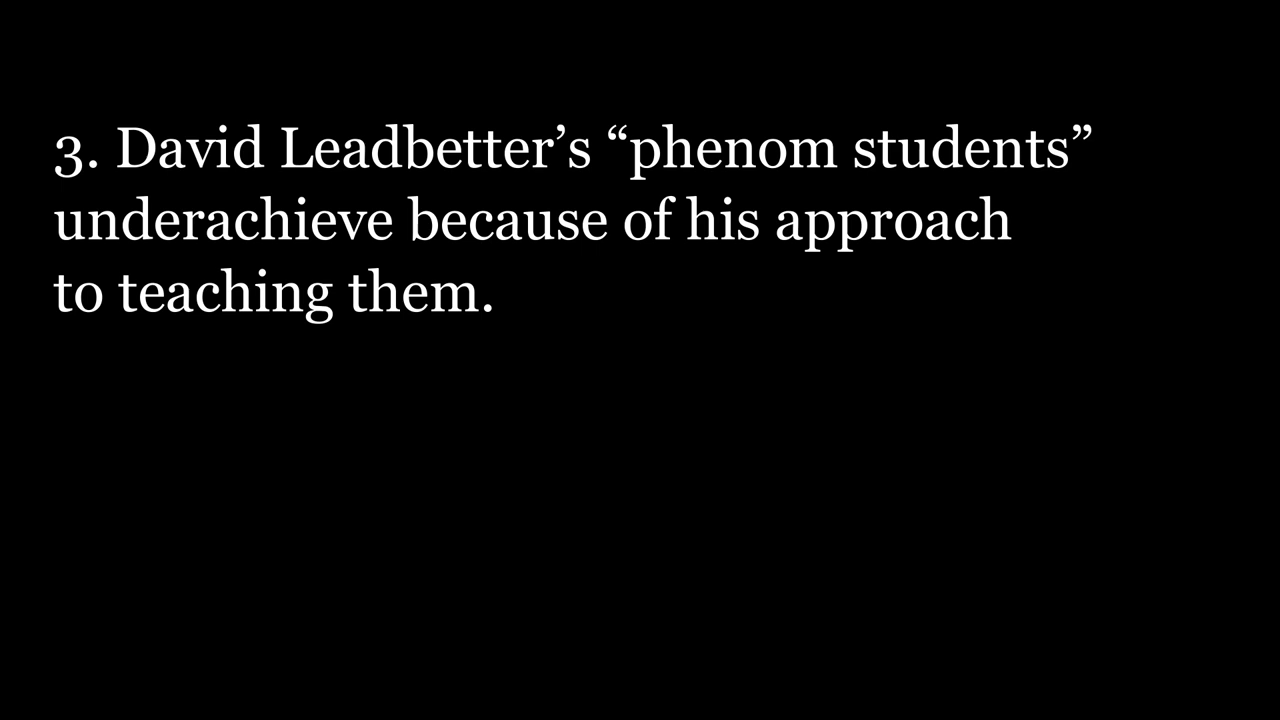 3. David Leadbetter’s “phenom students”
underachieve because of his approach
to teaching them.